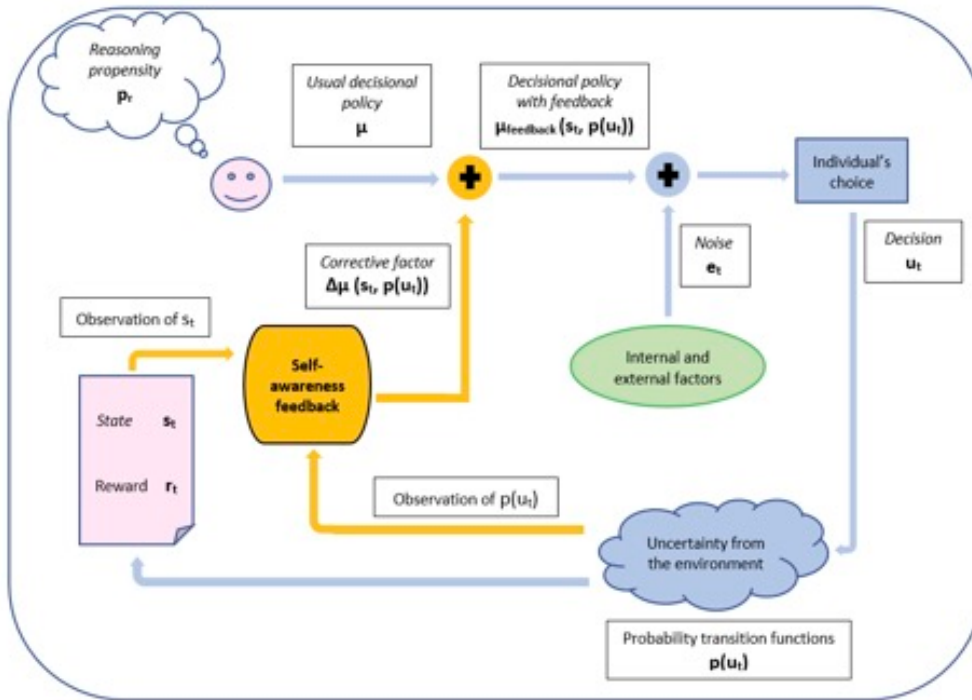 Reasoning
propensity
pₜ
Usual decisional
policy
μ
Decisional policy
with feedback
μfeedback (sₜ, p(uₜ))
Individual's
choice
Corrective factor
Δμ (sₜ, p(uₜ))
Noise
eₜ
Decision
uₜ
Observation of sₜ
Self-
awareness
feedback
Internal and
external factors
State sₜ
Reward rₜ
Observation of p(uₜ)
Uncertainty from
the environment
Probability transition functions
p(uₜ)